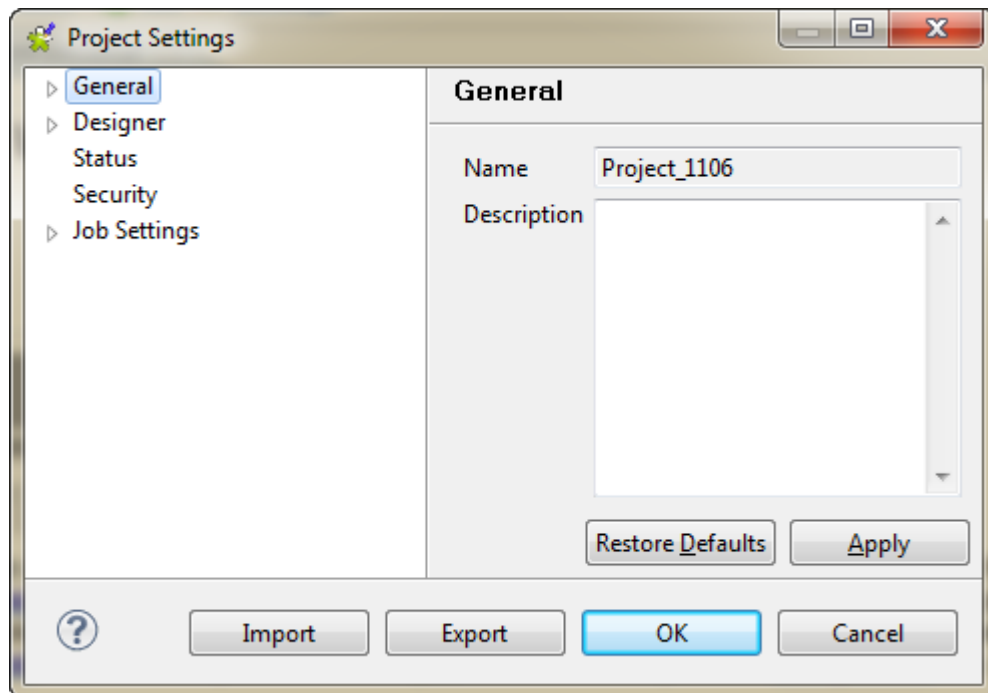 Project Settings
General
Designer
Status
Security
Job Settings
General
Name Project_1106
Description
Restore Defaults Apply
? Import Export OK Cancel